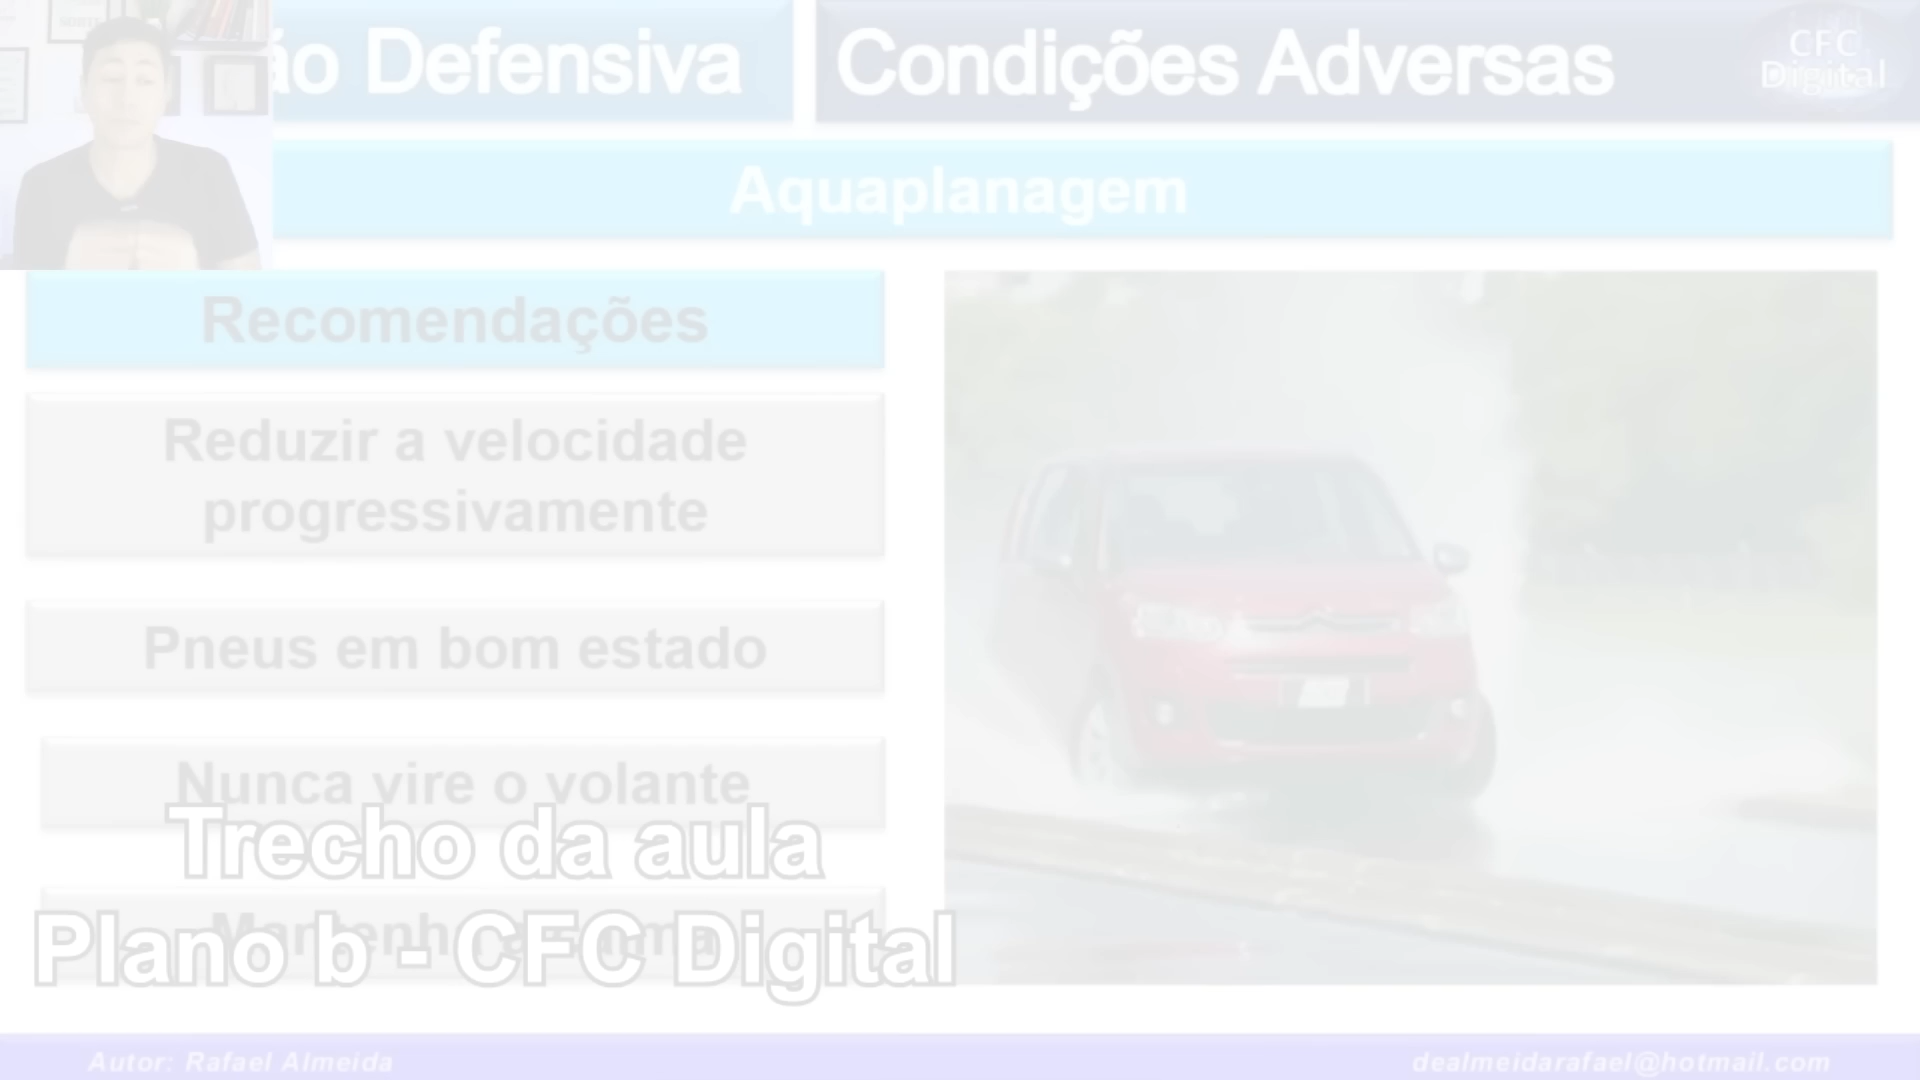 ão Defensiva
Condições Adversas
CFC
Digital
Aquaplanagem
Recomendações
Reduzir a velocidade
progressivamente
Pneus em bom estado
Nunca vire o volante
Trecho da aula
Plano b - CFC Digital
Autor: Rafael Almeida
dealmeidarafael@hotmail.com